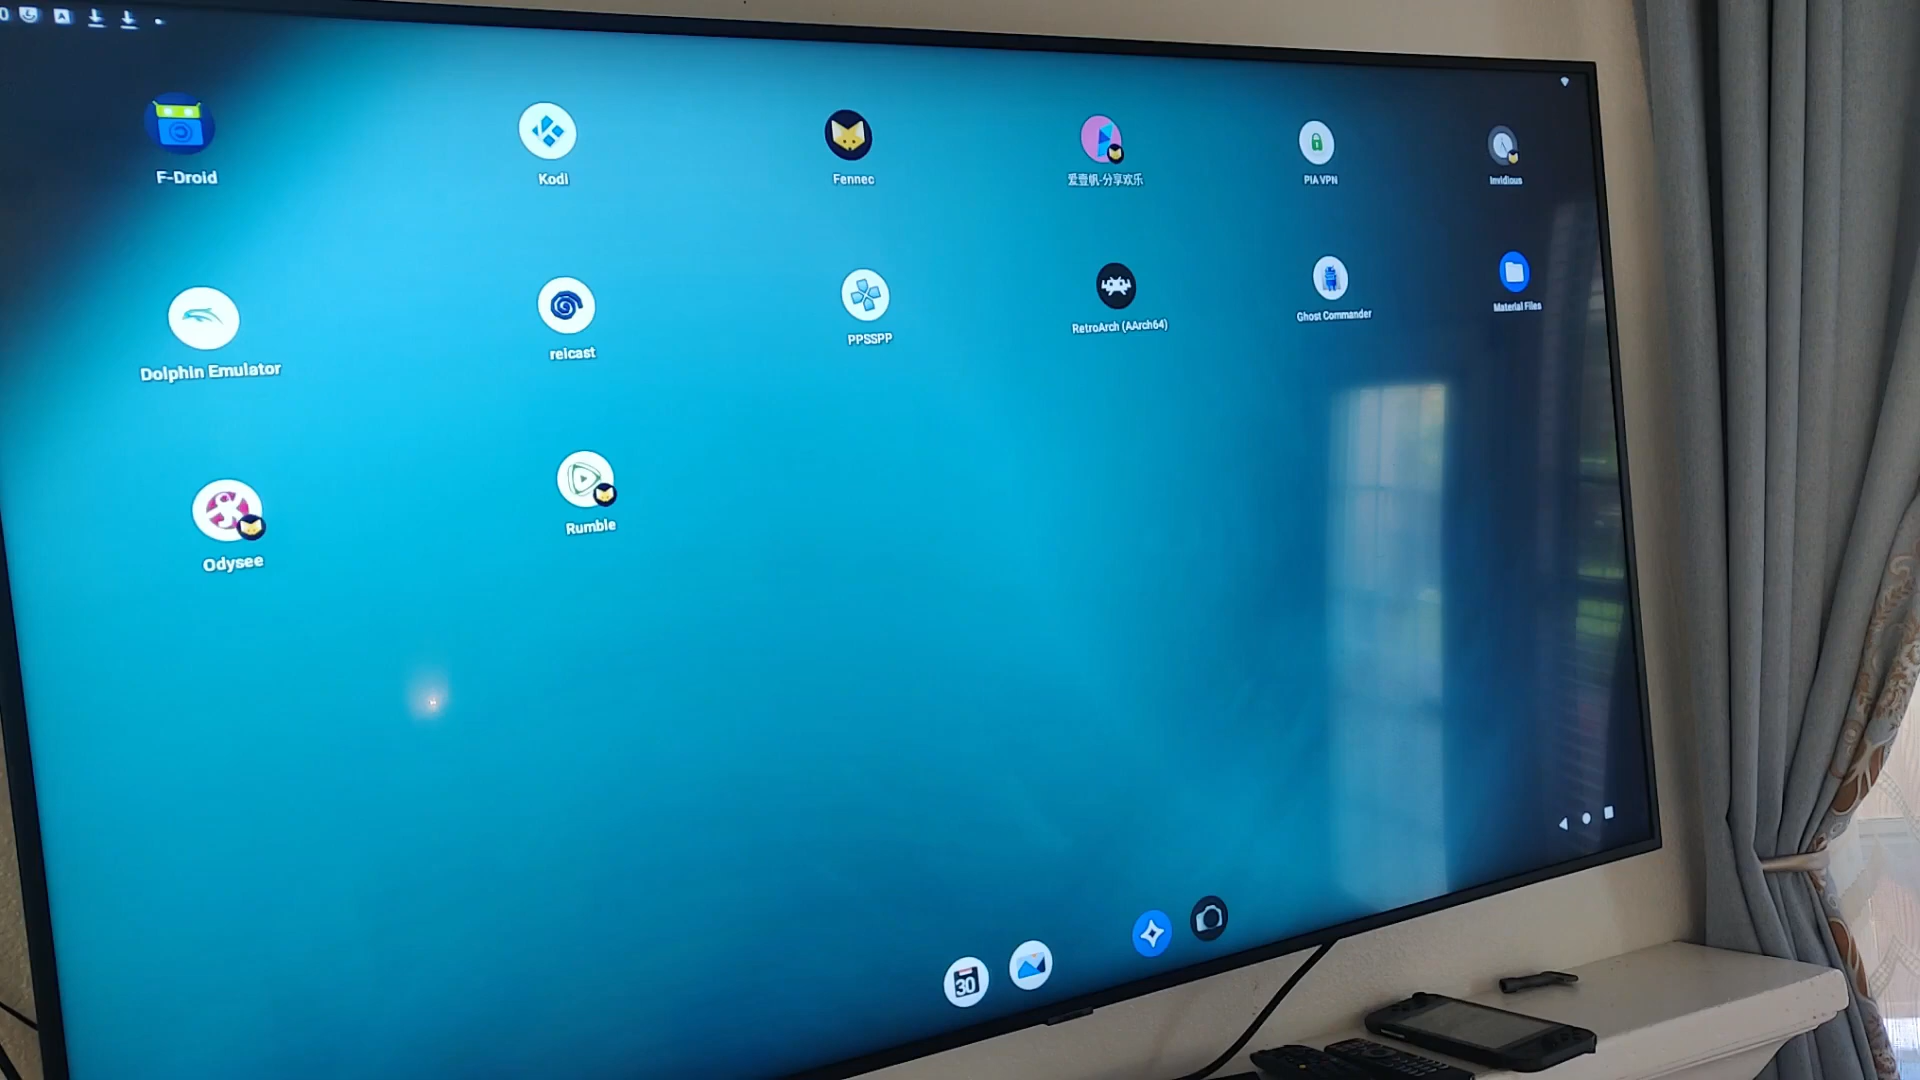 F-Droid
Kodi
Fennec
爱壹帆-分享欢乐
PIA VPN
Invidious
Dolphin Emulator
reicast
PPSSPP
RetroArch (AArch64)
Ghost Commander
Material Files
Odysee
Rumble
30